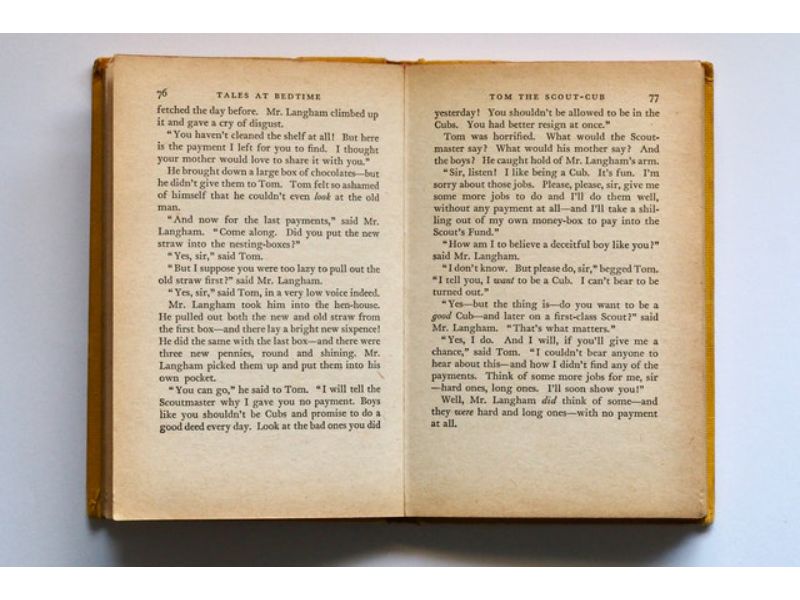 76
TALES AT BEDTIME
fetched the day before. Mr. Langham climbed up
it and gave a cry of disgust.
"You haven't cleaned the shelf at all! But here
is the payment I left for you to find. I thought
your mother would love to share it with you."
He brought down a large box of chocolates—but
he didn't give them to Tom. Tom felt so ashamed
of himself that he couldn't even look at the old
man.
"And now for the last payments," said Mr.
Langham. "Come along. Did you put the new
straw into the nesting-boxes?"
"Yes, sir," said Tom.
"But I suppose you were too lazy to pull out the
old straw first?" said Mr. Langham.
"Yes, sir," said Tom, in a very low voice indeed.
Mr. Langham took him into the hen-house.
He pulled out both the new and old straw from
the first box—and there lay a bright new sixpence!
He did the same with the last box—and there were
three new pennies, round and shining. Mr.
Langham picked them up and put them into his
own pocket.
"You can go," he said to Tom. "I will tell the
Scoutmaster why I gave you no payment. Boys
like you shouldn't be Cubs and promise to do a
good deed every day. Look at the bad ones you did
TOM THE SCOUT-CUB
77
yesterday! You shouldn't be allowed to be in the
Cubs. You had better resign at once."
Tom was horrified. What would the Scout-
master say? What would his mother say? And
the boys? He caught hold of Mr. Langham's arm.
"Sir, listen! I like being a Cub. It's fun. I'm
sorry about those jobs. Please, please, sir, give me
some more jobs to do and I'll do them well,
without any payment at all—and I'll take a shil-
ling out of my own money-box to pay into the
Scout's Fund."
"How am I to believe a deceitful boy like you?"
said Mr. Langham.
"I don't know. But please do, sir," begged Tom.
"I tell you, I want to be a Cub. I can't bear to be
turned out."
"Yes—but the thing is—do you want to be a
good Cub—and later on a first-class Scout?" said
Mr. Langham. "That's what matters."
"Yes, I do. And I will, if you'll give me a
chance," said Tom. "I couldn't bear anyone to
hear about this—and how I didn't find any of the
payments. Think of some more jobs for me, sir
—hard ones, long ones. I'll soon show you!"
Well, Mr. Langham did think of some—and
they were hard and long ones—with no payment
at all.